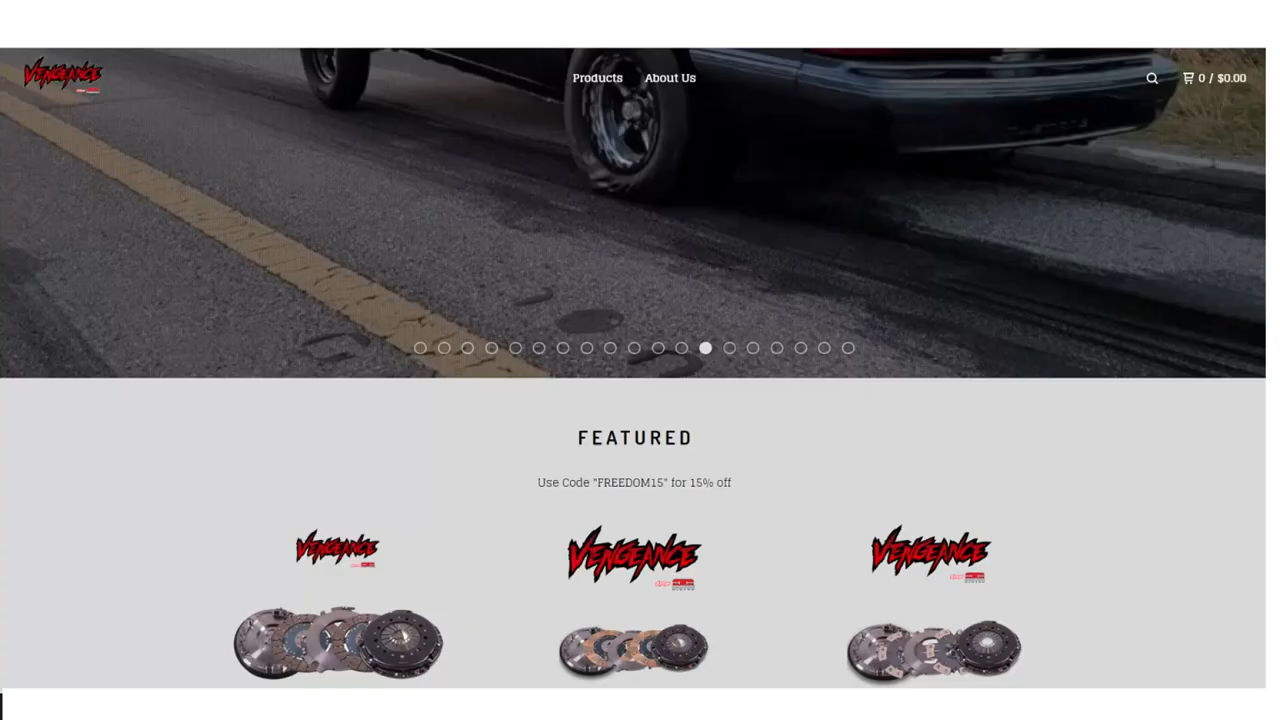 VENGEANCE
Products About Us
0 / $0.00
FEATURED
Use Code "FREEDOM15" for 15% off
VENGEANCE
VENGEANCE
VENGEANCE